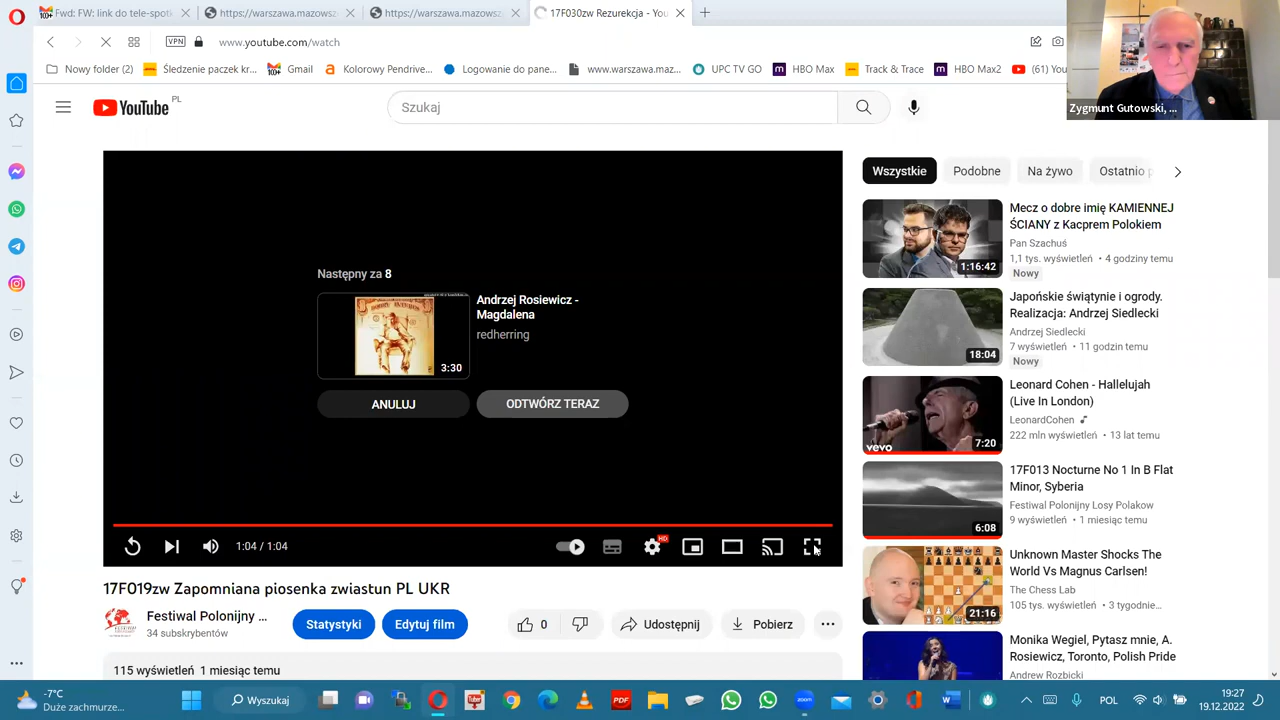 Fwd: FW: link do tele-spotk
https://warszawa.mazowsz
https://warszawa.mazowsz
17F030zw Rezurekcja - You
VPN
www.youtube.com/watch
Nowy folder (2)
Śledzenie paczek kr...
Gmail
Kolorowy Pendrive...
Logowanie
www.warszawa.maz...
UPC TV GO
HBO Max
Track & Trace
HBO Max2
(61) You
Zygmunt Gutowski, ...
YouTube
PL
Szukaj
Wszystkie
Podobne
Na żywo
Ostatnio p
Następny za 8
Andrzej Rosiewicz -
Magdalena
redherring
3:30
ANULUJ
ODTWÓRZ TERAZ
1:04 / 1:04
HD
17F019zw Zapomniana piosenka zwiastun PL UKR
Festiwal Polonijny ...
34 subskrybentów
Statystyki
Edytuj film
0
Udostępnij
Pobierz
115 wyświetleń 1 miesiąc temu
Mecz o dobre imię KAMIENNEJ
ŚCIANY z Kacprem Polokiem
Pan Szachuś
1,1 tys. wyświetleń • 4 godziny temu
Nowy
1:16:42
Japońskie świątynie i ogrody.
Realizacja: Andrzej Siedlecki
Andrzej Siedlecki
7 wyświetleń • 11 godzin temu
Nowy
18:04
Leonard Cohen - Hallelujah
(Live In London)
LeonardCohen
222 mln wyświetleń • 13 lat temu
vevo
7:20
17F013 Nocturne No 1 In B Flat
Minor, Syberia
Festiwal Polonijny Losy Polakow
9 wyświetleń • 1 miesiąc temu
6:08
Unknown Master Shocks The
World Vs Magnus Carlsen!
The Chess Lab
105 tys. wyświetleń • 3 tygodnie...
21:16
Monika Wegiel, Pytasz mnie, A.
Rosiewicz, Toronto, Polish Pride
Andrew Rozbicki
-7°C
Duże zachmurze...
Wyszukaj
PDF
zoom
POL
19:27
19.12.2022